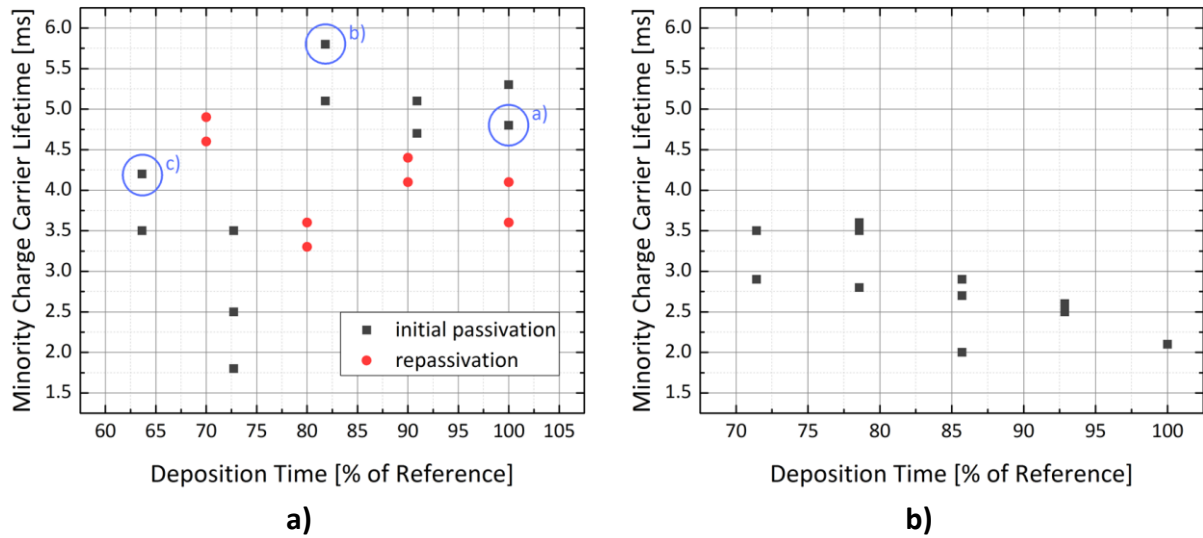 Minority Charge Carrier Lifetime [ms]
6.0
5.5
5.0
4.5
4.0
3.5
3.0
2.5
2.0
1.5
b)
a)
c)
initial passivation
repassivation
60 65 70 75 80 85 90 95 100 105
Deposition Time [% of Reference]
a)
Minority Charge Carrier Lifetime [ms]
6.0
5.5
5.0
4.5
4.0
3.5
3.0
2.5
2.0
1.5
70 75 80 85 90 95 100
Deposition Time [% of Reference]
b)